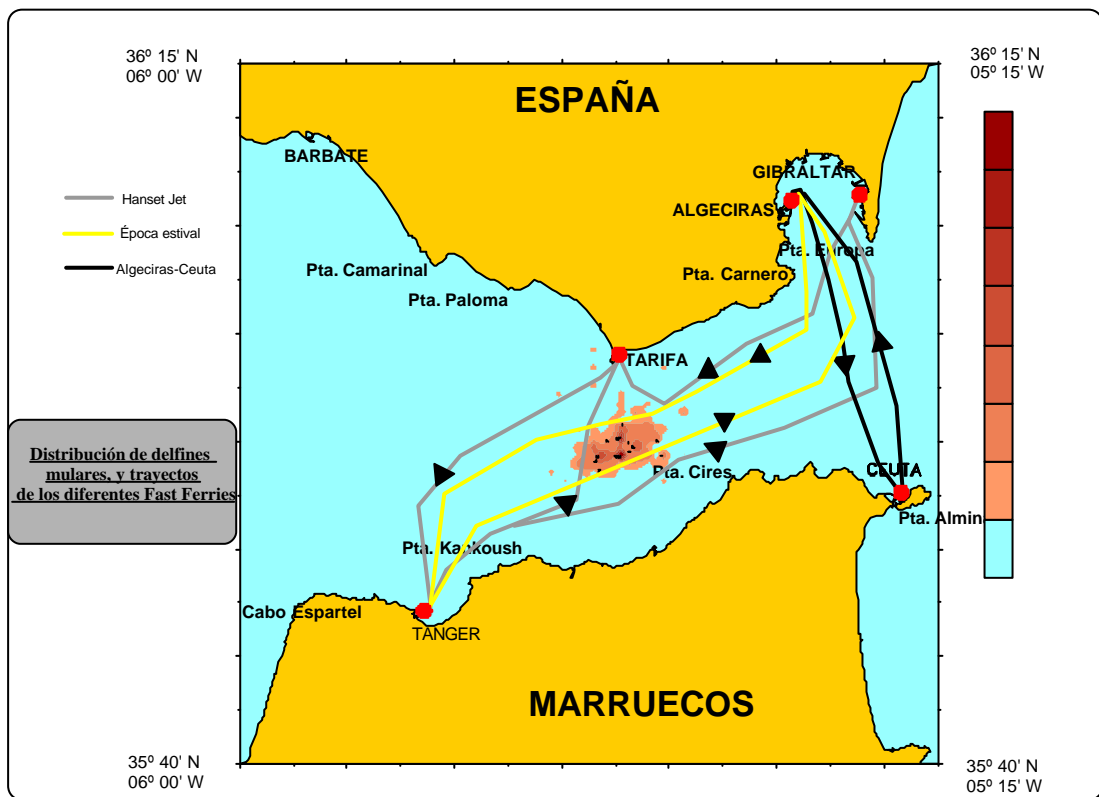 36º 15' N
06º 00' W
36º 15' N
05º 15' W
ESPAÑA
BARBATE
GIBRALTAR
Hanset Jet
ALGECIRAS
Época estival
Pta. Europa
Algeciras-Ceuta
Pta. Camarinal
Pta. Carnero
Pta. Paloma
TARIFA
Distribución de delfines
mulares, y trayectos
de los diferentes Fast Ferries
Pta. Cires
CEUTA
Pta. Almina
Pta. Kankoush
Cabo Espartel
TÁNGER
MARRUECOS
35º 40' N
06º 00' W
35º 40' N
05º 15' W